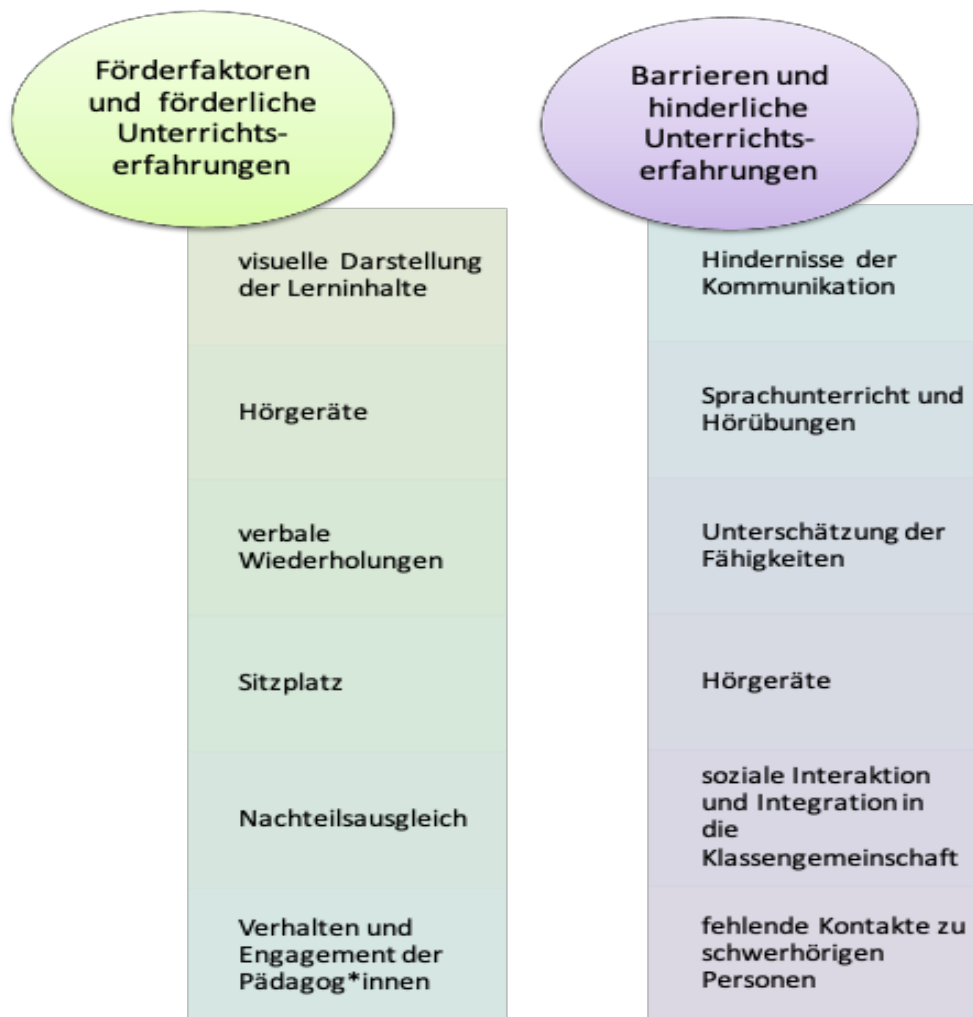 Förderfaktoren
und förderliche
Unterrichts-
erfahrungen
visuelle Darstellung
der Lerninhalte
Hörgeräte
verbale
Wiederholungen
Sitzplatz
Nachteilsausgleich
Verhalten und
Engagement der
Pädagog*innen
Barrieren und
hinderliche
Unterrichts-
erfahrungen
Hindernisse der
Kommunikation
Sprachunterricht und
Hörübungen
Unterschätzung der
Fähigkeiten
Hörgeräte
soziale Interaktion
und Integration in
die
Klassengemeinschaft
fehlende Kontakte zu
schwerhörigen
Personen